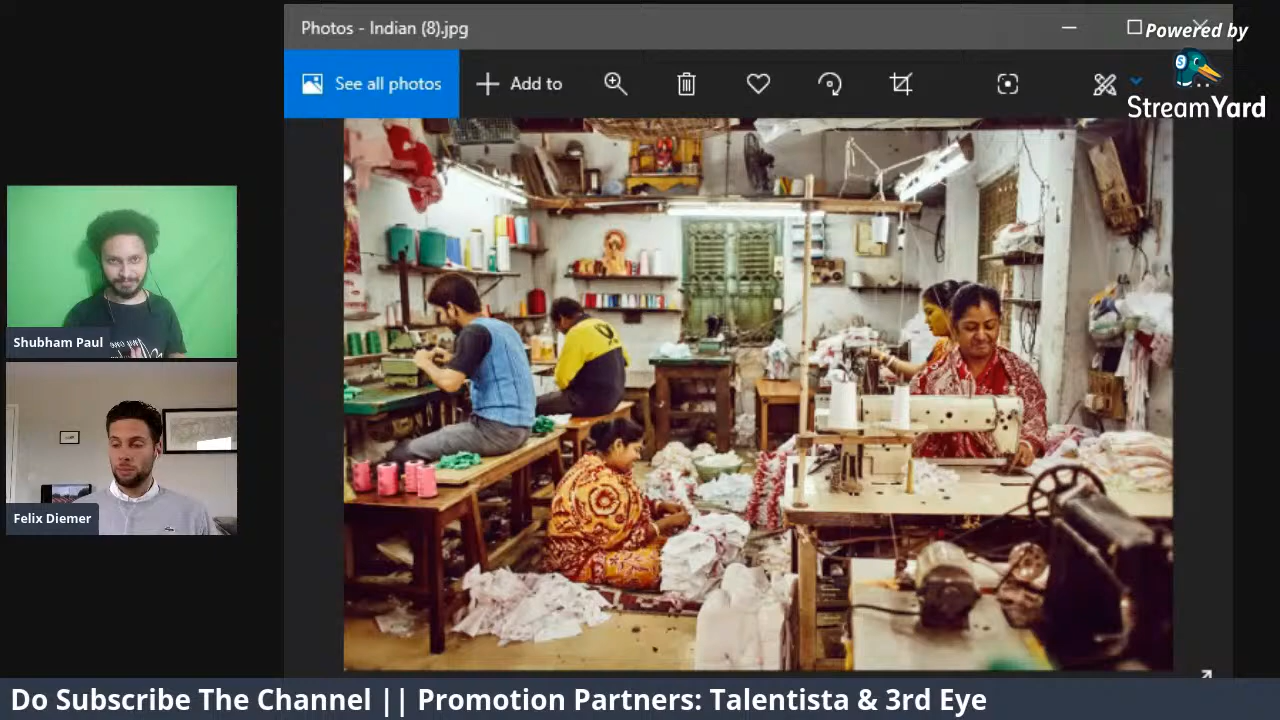 Photos - Indian (8).jpg
Powered by
See all photos
Add to
StreamYard
Shubham Paul
Felix Diemer
Do Subscribe The Channel || Promotion Partners: Talentista & 3rd Eye